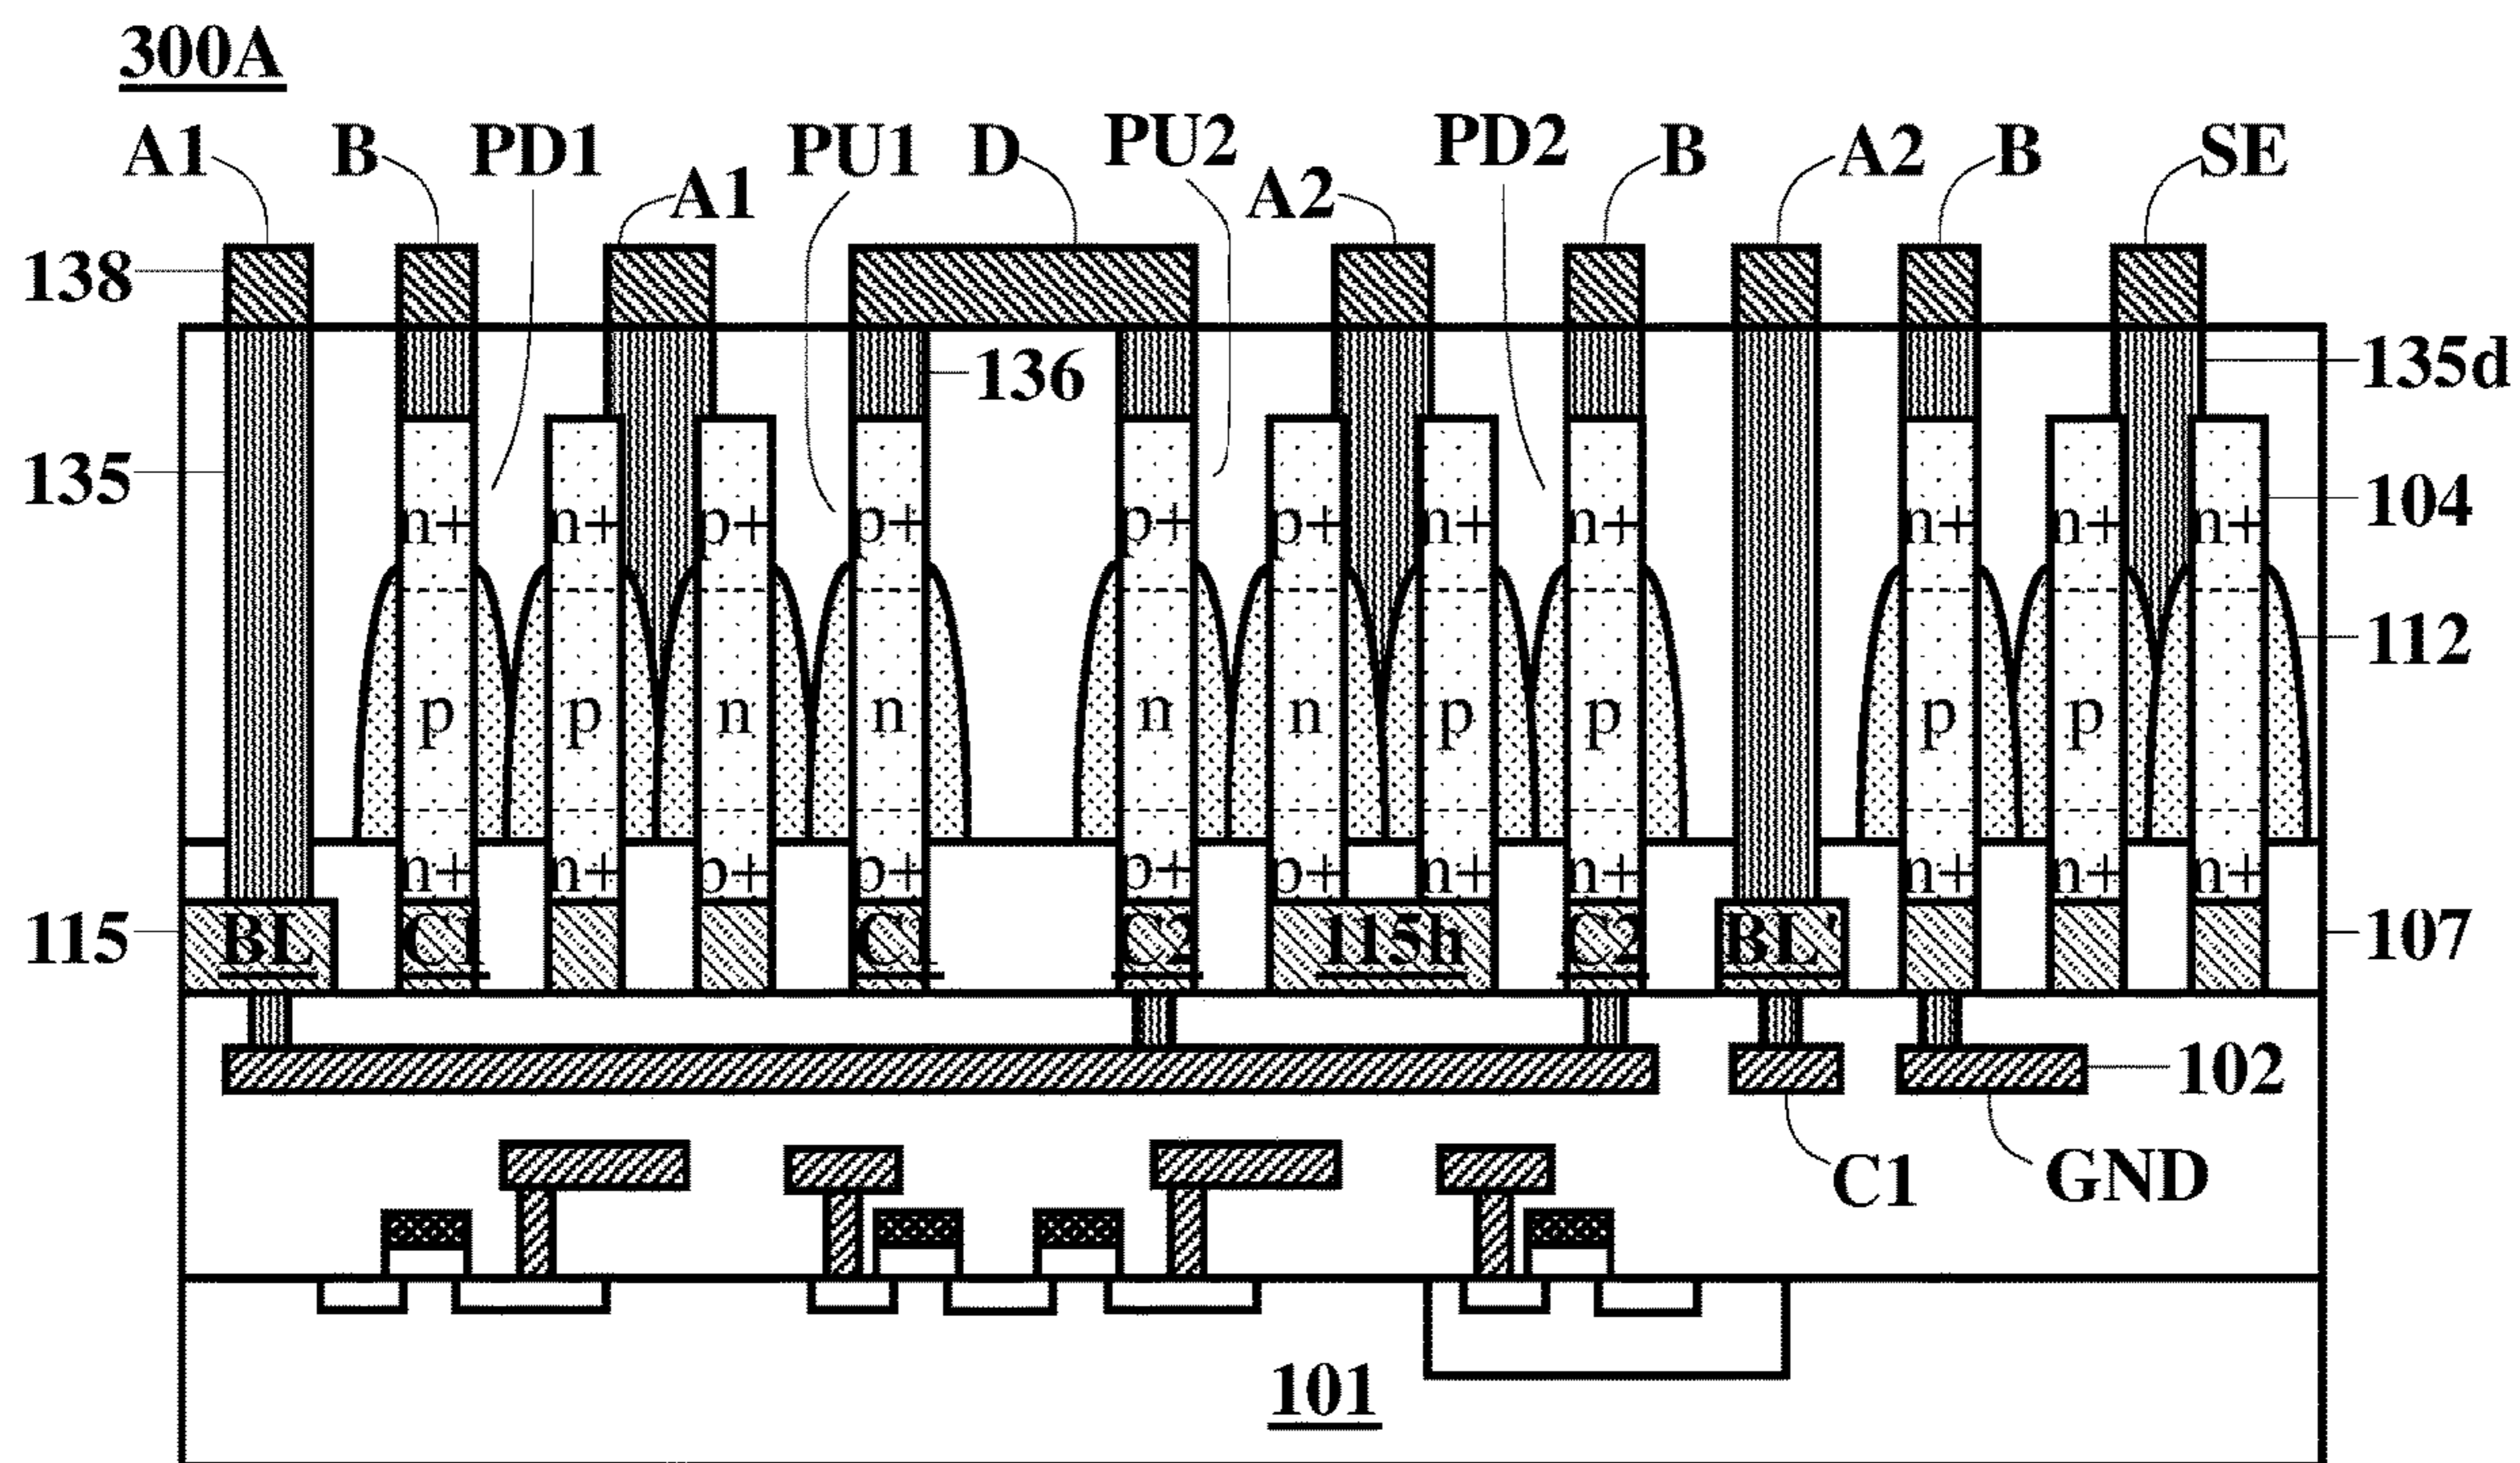 300A
A1 B PD1 A1 PU1 D PU2 A2 PD2 B A2 B SE
138
136 135d
135 104
n+ n+ p+ p+ p+ p+ n+ n+ n+ n+ n+
112
p p n n n n p p p p
n+ n+ p+ p+ p+ p+ n+ n+ n+ n+ n+
115 BL C1 C1 C2 115h C2 BL' 107
102
C1 GND
101